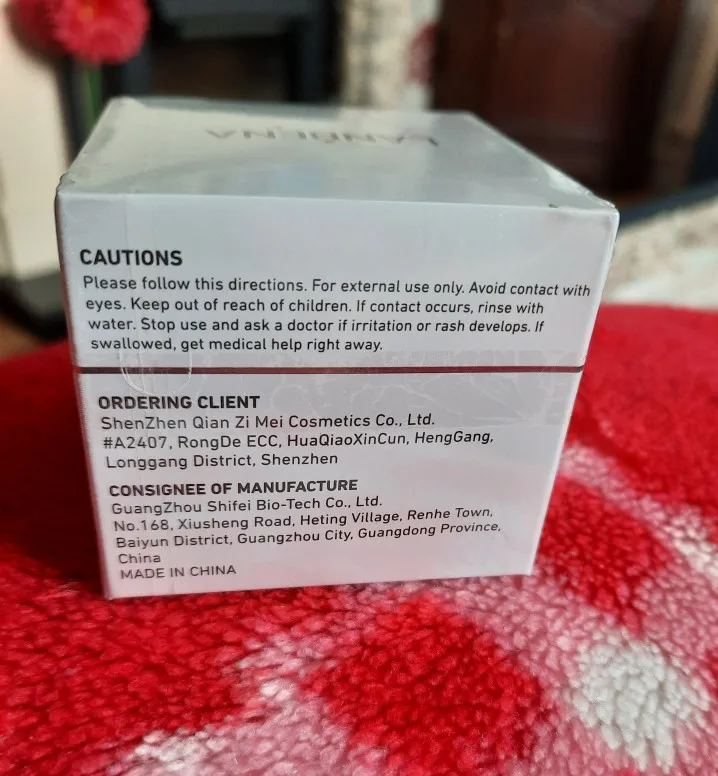 CAUTIONS
Please follow this directions. For external use only. Avoid contact with
eyes. Keep out of reach of children. If contact occurs, rinse with
water. Stop use and ask a doctor if irritation or rash develops. If
swallowed, get medical help right away.
ORDERING CLIENT
ShenZhen Qian Zi Mei Cosmetics Co., Ltd.
#A2407, RongDe ECC, HuaQiaoXinCun, HengGang,
Longgang District, Shenzhen
CONSIGNEE OF MANUFACTURE
GuangZhou Shifei Bio-Tech Co., Ltd.
No.168, Xiusheng Road, Heting Village, Renhe Town,
Baiyun District, Guangzhou City, Guangdong Province,
China
MADE IN CHINA